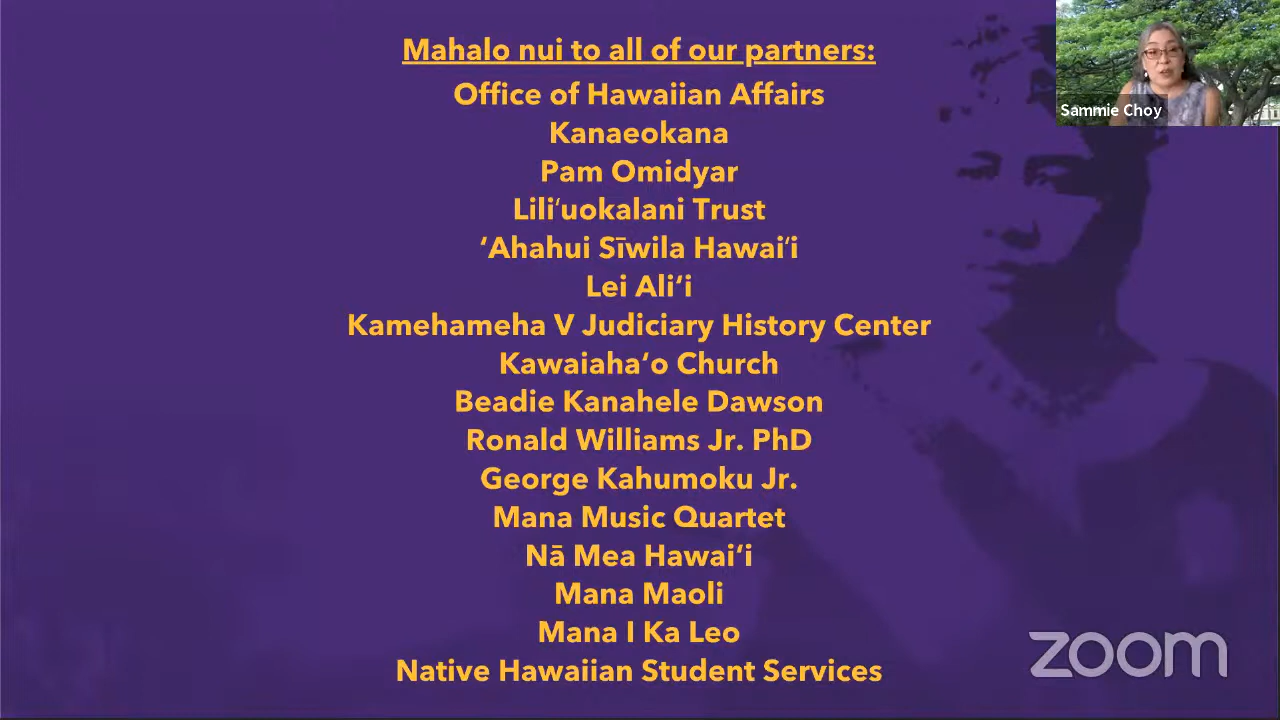 Mahalo nui to all of our partners:
Office of Hawaiian Affairs
Kanaeokana
Pam Omidyar
Liliʻuokalani Trust
ʻAhahui Sīwila Hawaiʻi
Lei Aliʻi
Kamehameha V Judiciary History Center
Kawaiahaʻo Church
Beadie Kanahele Dawson
Ronald Williams Jr. PhD
George Kahumoku Jr.
Mana Music Quartet
Nā Mea Hawaiʻi
Mana Maoli
Mana I Ka Leo
Native Hawaiian Student Services
Sammie Choy
zoom